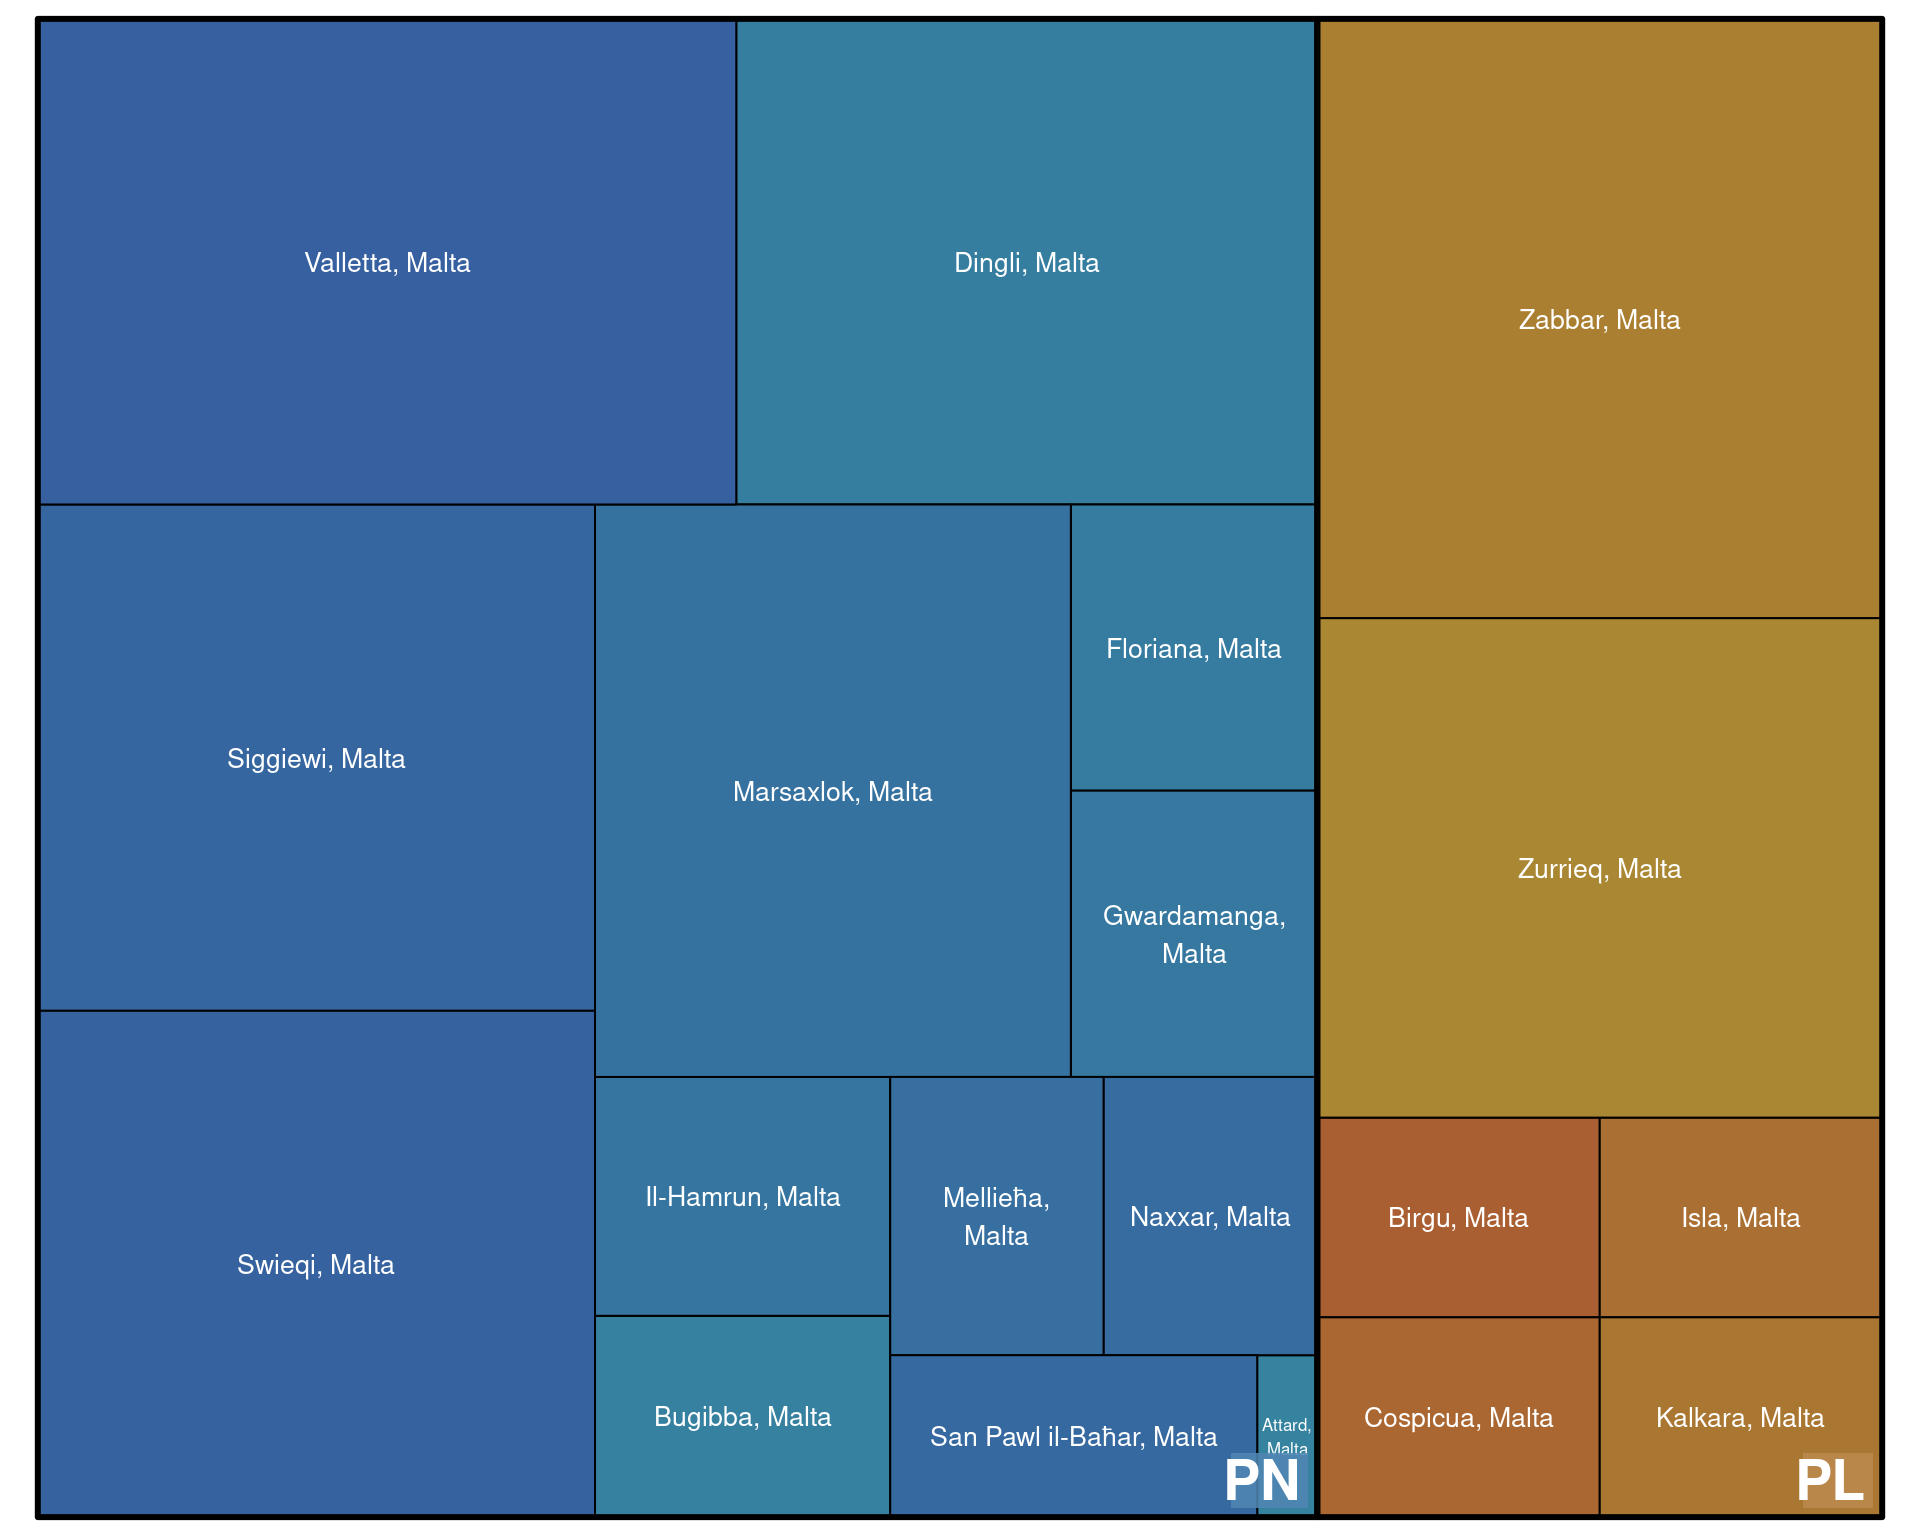 Valletta, Malta
Dingli, Malta
Zabbar, Malta
Siggiewi, Malta
Marsaxlok, Malta
Floriana, Malta
Gwardamanga,
Malta
Zurrieq, Malta
Swieqi, Malta
Il-Hamrun, Malta
Mellieħa,
Malta
Naxxar, Malta
Birgu, Malta
Isla, Malta
Bugibba, Malta
San Pawl il-Baħar, Malta
Attard,
Malta
Cospicua, Malta
Kalkara, Malta
PN
PL